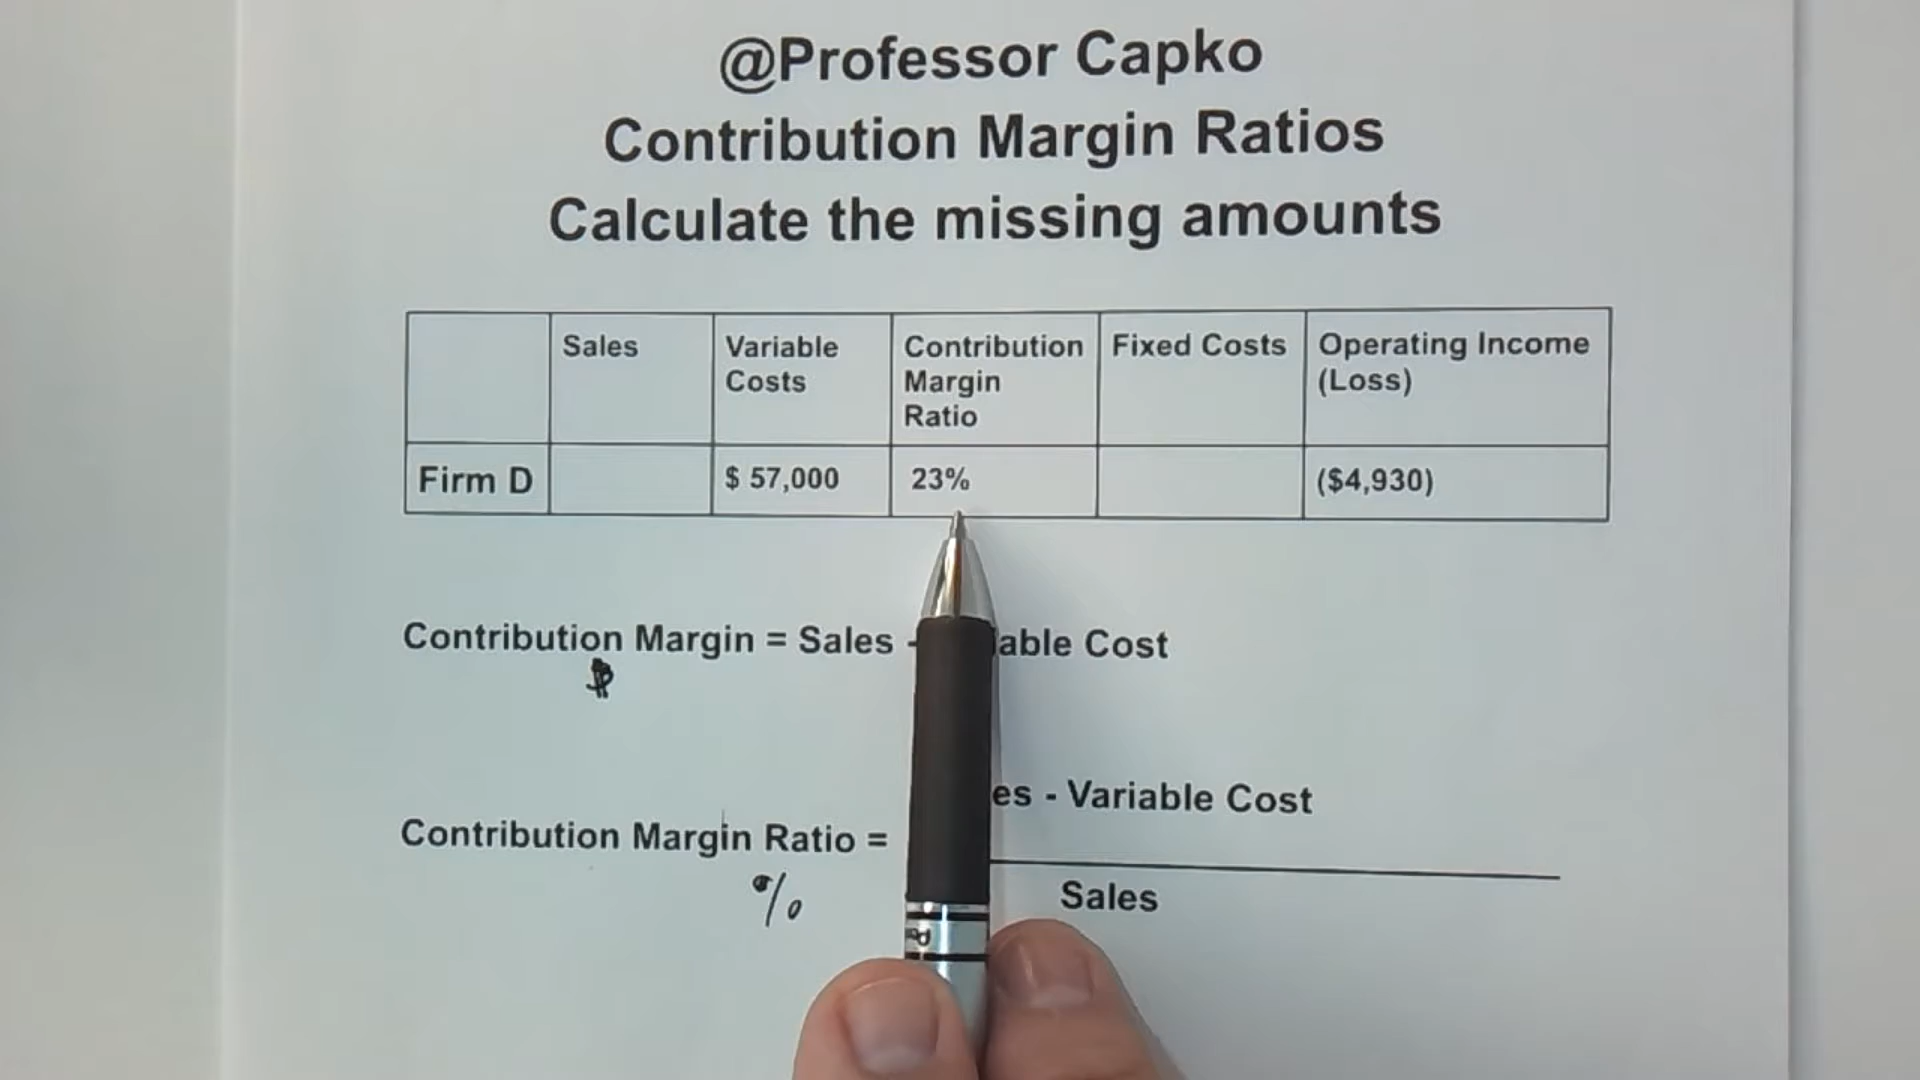 @Professor Capko
Contribution Margin Ratios
Calculate the missing amounts
Sales
Variable Costs
Contribution Margin Ratio
Fixed Costs
Operating Income (Loss)
Firm D
$ 57,000
23%
($4,930)
Contribution Margin = Sales - able Cost
$
es - Variable Cost
Contribution Margin Ratio =
Sales
%